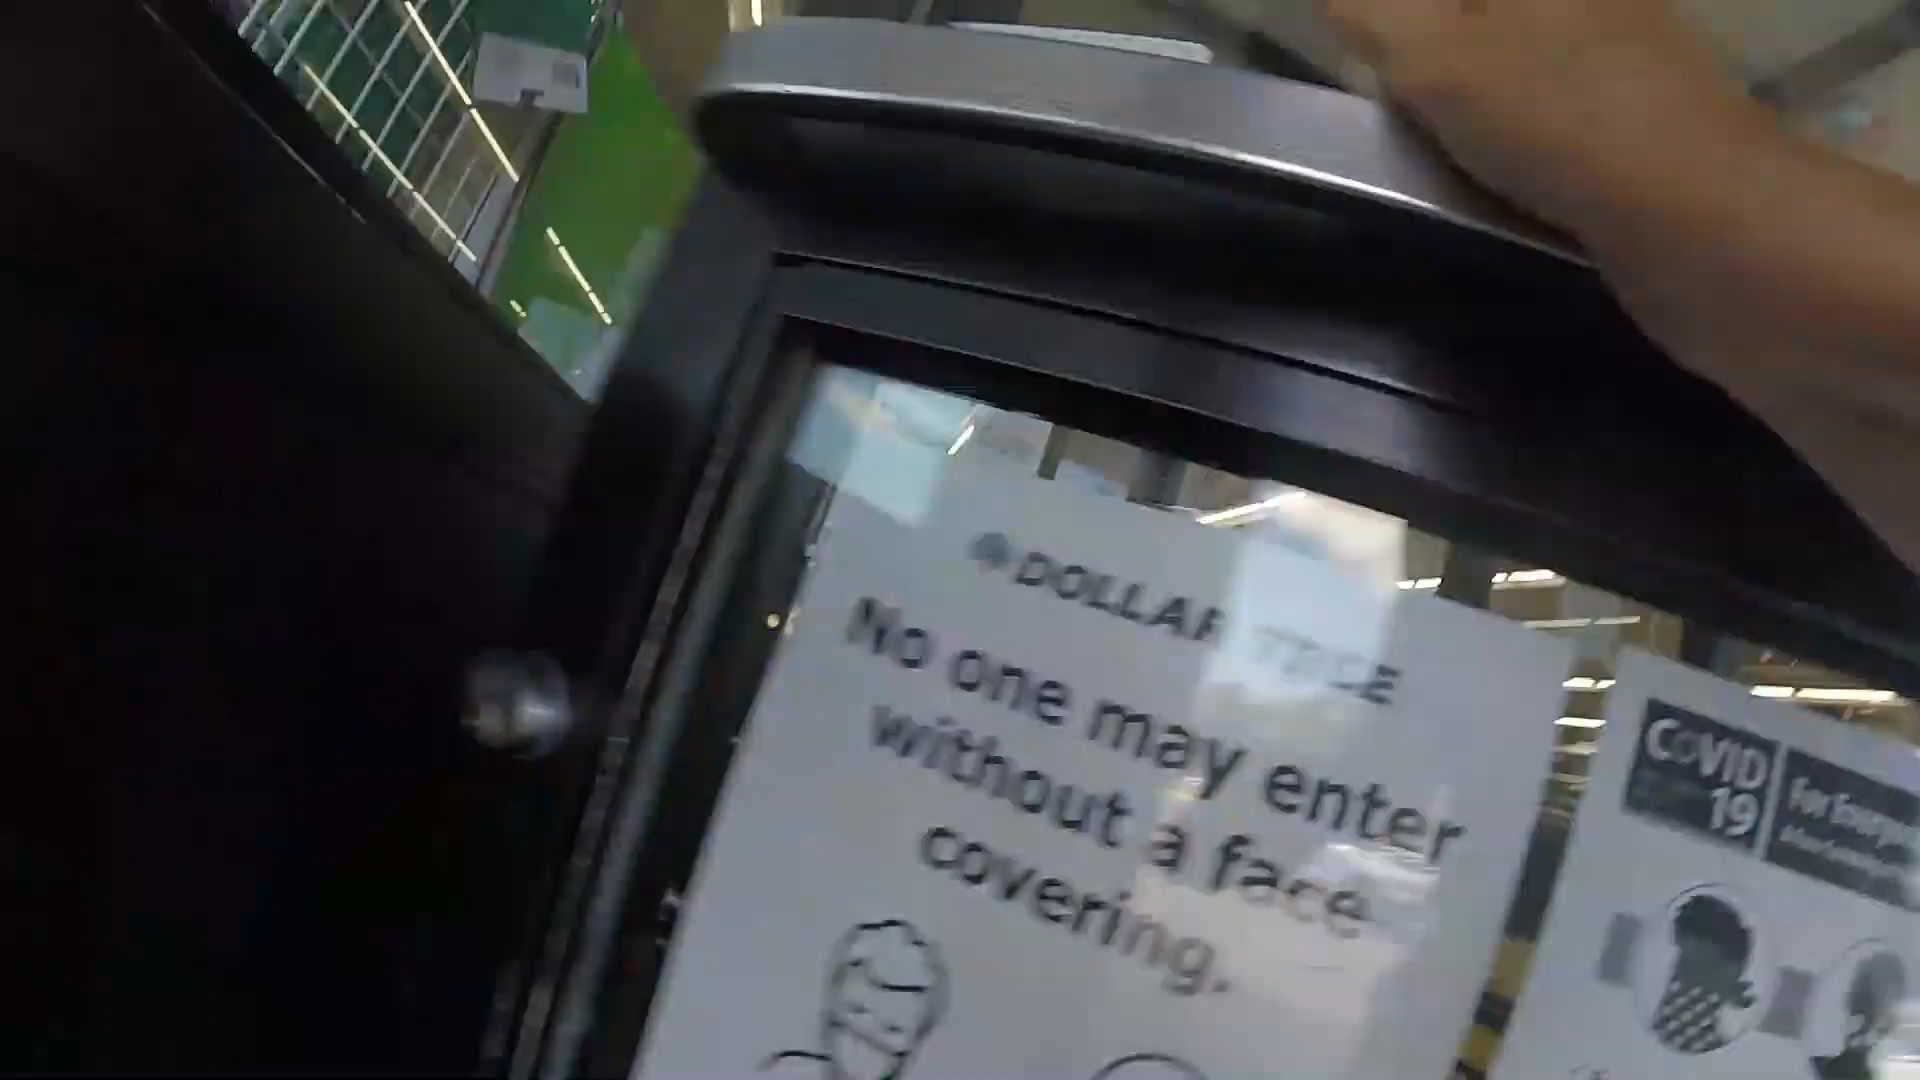 DOLLAR TREE
No one may enter
without a face
covering.
COVID
19